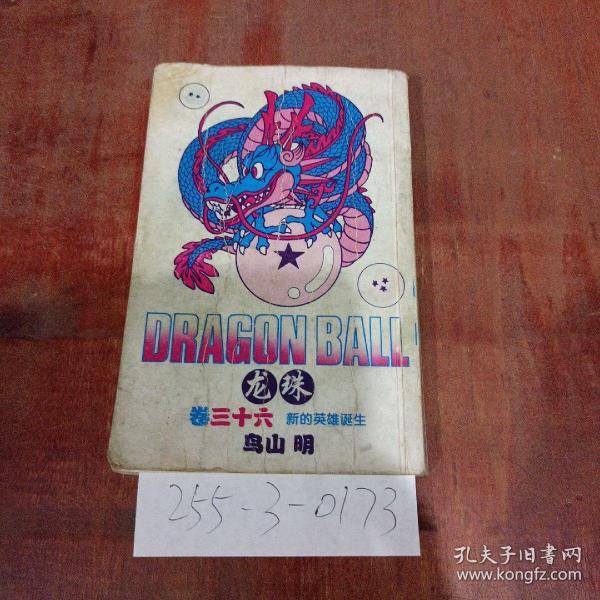 DRAGON BALL
龙珠
卷三十六 新的英雄诞生
鸟山明
255-3-0173
孔夫子旧书网
www.kongfz.com